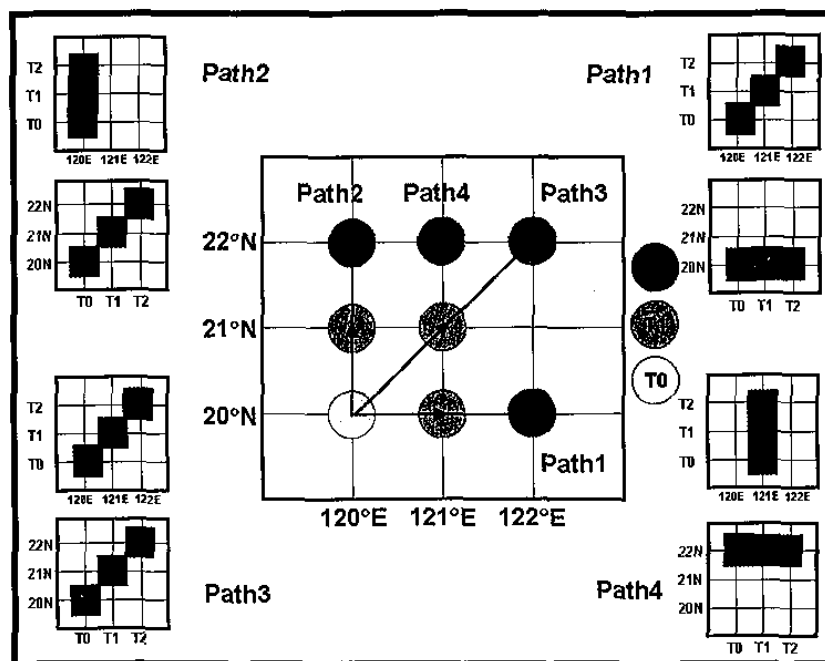 Path2
T2
T1
T0
120E 121E 122E
22N
21N
20N
T0 T1 T2
Path1
T2
T1
T0
120E 121E 122E
22N
21N
20N
T0 T1 T2
Path2 Path4 Path3
22°N
21°N
20°N
Path1
120°E 121°E 122°E
T0
T2
T1
T0
120E 121E 122E
22N
21N
20N
T0 T1 T2
Path3
T2
T1
T0
120E 121E 122E
22N
21N
20N
T0 T1 T2
Path4